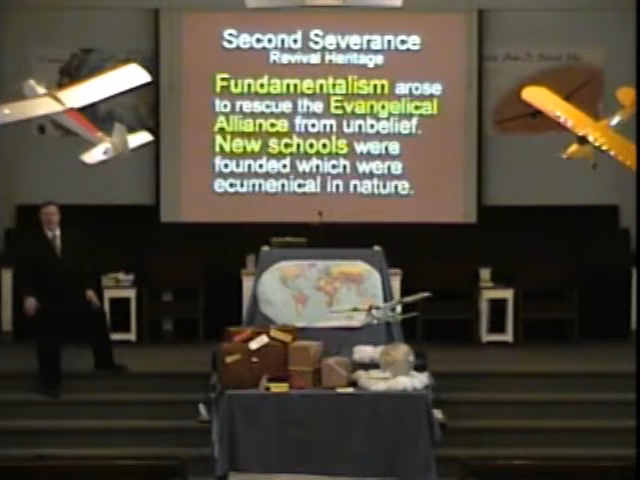 Second Severance
Revival Heritage
Fundamentalism arose
to rescue the Evangelical
Alliance from unbelief.
New schools were
founded which were
ecumenical in nature.